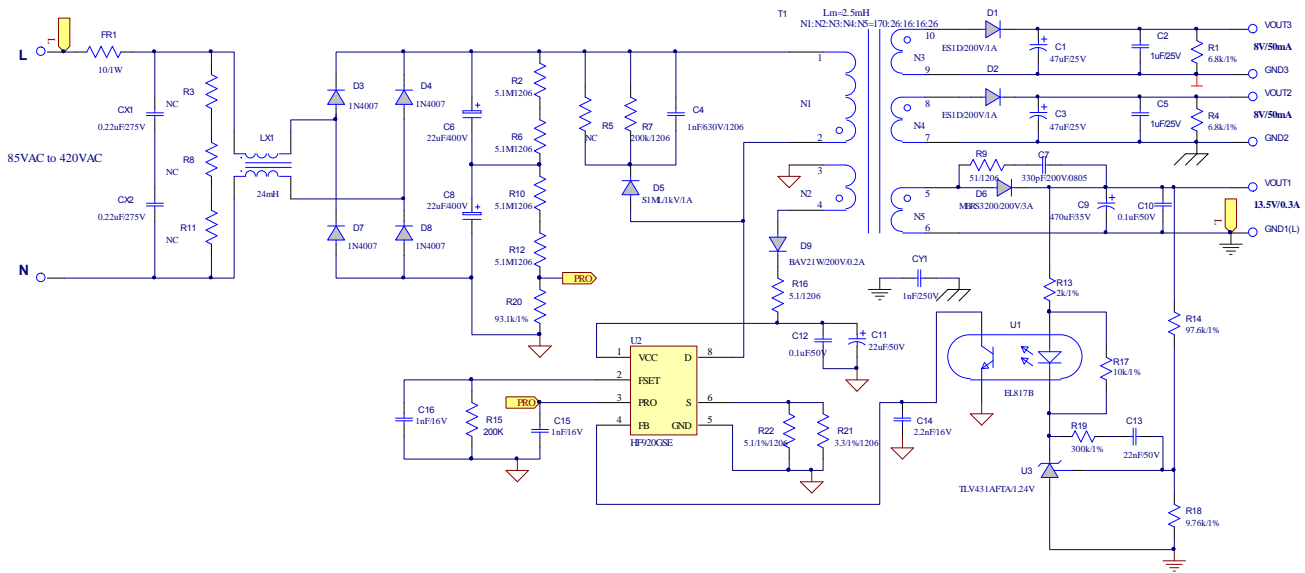 L
L
FR1
10/1W
CX1
0.22uF/275V
CX2
0.22uF/275V
85VAC to 420VAC
N
R3
NC
R8
NC
R11
NC
LX1
24mH
D3
1N4007
D4
1N4007
D7
1N4007
D8
1N4007
C6
22uF/400V
C8
22uF/400V
R2
5.1M/1206
R6
5.1M/1206
R10
5.1M/1206
R12
5.1M/1206
PRO
R20
93.1k/1%
R5
NC
R7
200k/1206
C4
1nF/630V/1206
D5
S1ML/1kV/1A
T1
Lm=2.5mH
N1:N2:N3:N4:N5=170:26:16:16:26
1
N1
2
3
N2
4
10
N3
9
8
N4
7
5
N5
6
D1
ES1D/200V/1A
D2
ES1D/200V/1A
C1
47uF/25V
C2
1uF/25V
R1
6.8k/1%
VOUT3
8V/50mA
GND3
C3
47uF/25V
C5
1uF/25V
R4
6.8k/1%
VOUT2
8V/50mA
GND2
R9
51/1206
C7
330pF/200V/0805
D6
MBRS3200/200V/3A
C9
470uF/35V
C10
0.1uF/50V
VOUT1
13.5V/0.3A
L
GND1(L)
D9
BAV21W/200V/0.2A
R16
5.1/1206
CY1
1nF/250V
C12
0.1uF/50V
C11
22uF/50V
U2
1 VCC D 8
2 FSET
3 PRO S 6
4 FB GND 5
HF920GSE
PRO
C16
1nF/16V
R15
200K
C15
1nF/16V
R22
5.1/1%/1206
R21
3.3/1%/1206
C14
2.2nF/16V
U1
EL817B
R13
2k/1%
R17
10k/1%
R14
97.6k/1%
R19
300k/1%
C13
22nF/50V
U3
TLV431AFTA/1.24V
R18
9.76k/1%